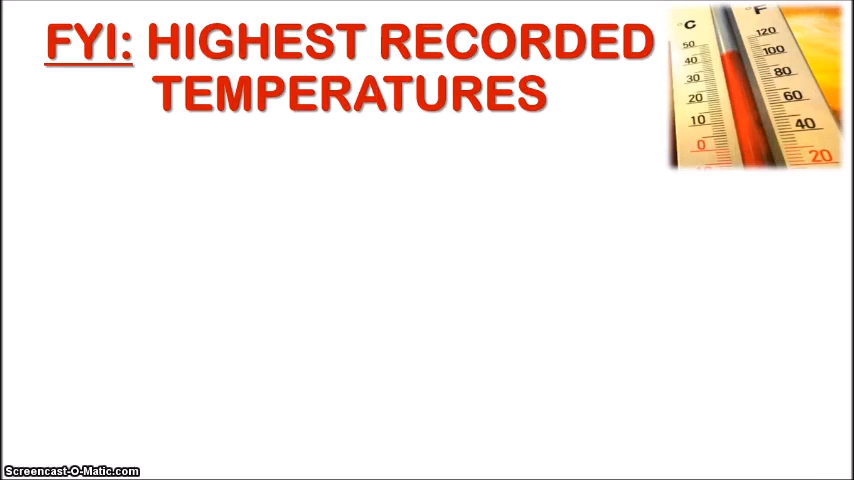 FYI: HIGHEST RECORDED
TEMPERATURES
°C
°F
50
40
30
20
10
0
120
100
80
60
40
20
Screencast-O-Matic.com